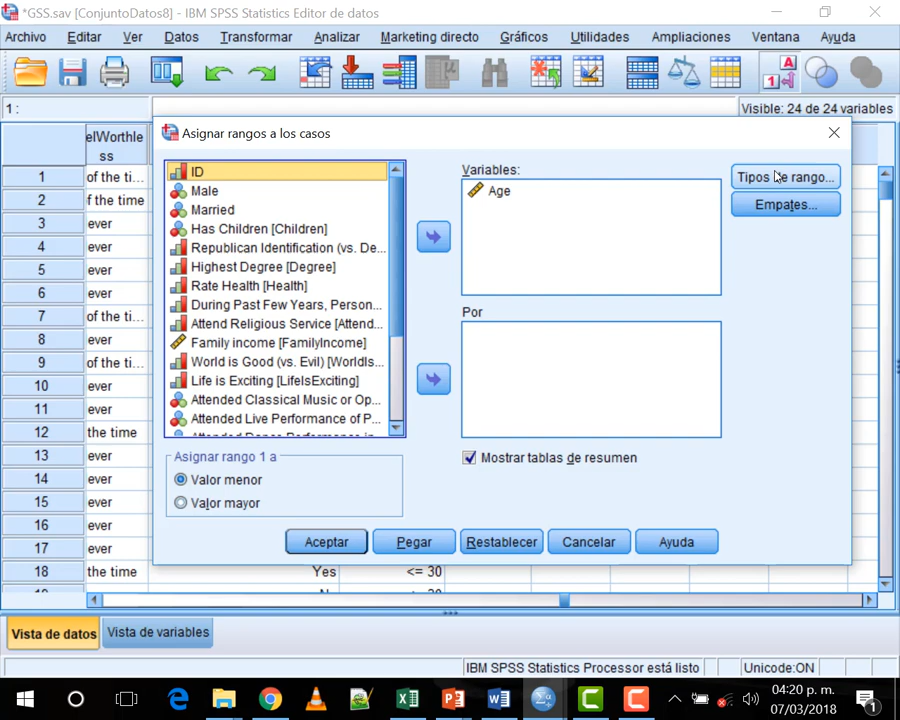 *GSS.sav [ConjuntoDatos8] - IBM SPSS Statistics Editor de datos
Archivo Editar Ver Datos Transformar Analizar Marketing directo Gráficos Utilidades Ampliaciones Ventana Ayuda
1 :
Visible: 24 de 24 variables
elWorthle
ss
1 of the ti...
2 f the time
3 ever
4 ever
5 ever
6 ever
7 of the ti...
8 ever
9 of the ti...
10 ever
11 ever
12 the time
13 ever
14 ever
15 ever
16 ever
17 ever
18 the time Yes <= 30
Asignar rangos a los casos
ID
Male
Married
Has Children [Children]
Republican Identification (vs. De...
Highest Degree [Degree]
Rate Health [Health]
During Past Few Years, Person...
Attend Religious Service [Attend...
Family income [FamilyIncome]
World is Good (vs. Evil) [WorldIs...
Life is Exciting [LifeIsExciting]
Attended Classical Music or Op...
Attended Live Performance of P...
Variables:
Age
Tipos de rango...
Empates...
Por
Asignar rango 1 a
Valor menor
Valor mayor
Mostrar tablas de resumen
Aceptar Pegar Restablecer Cancelar Ayuda
Vista de datos Vista de variables
IBM SPSS Statistics Processor está listo Unicode:ON
04:20 p. m.
07/03/2018
1